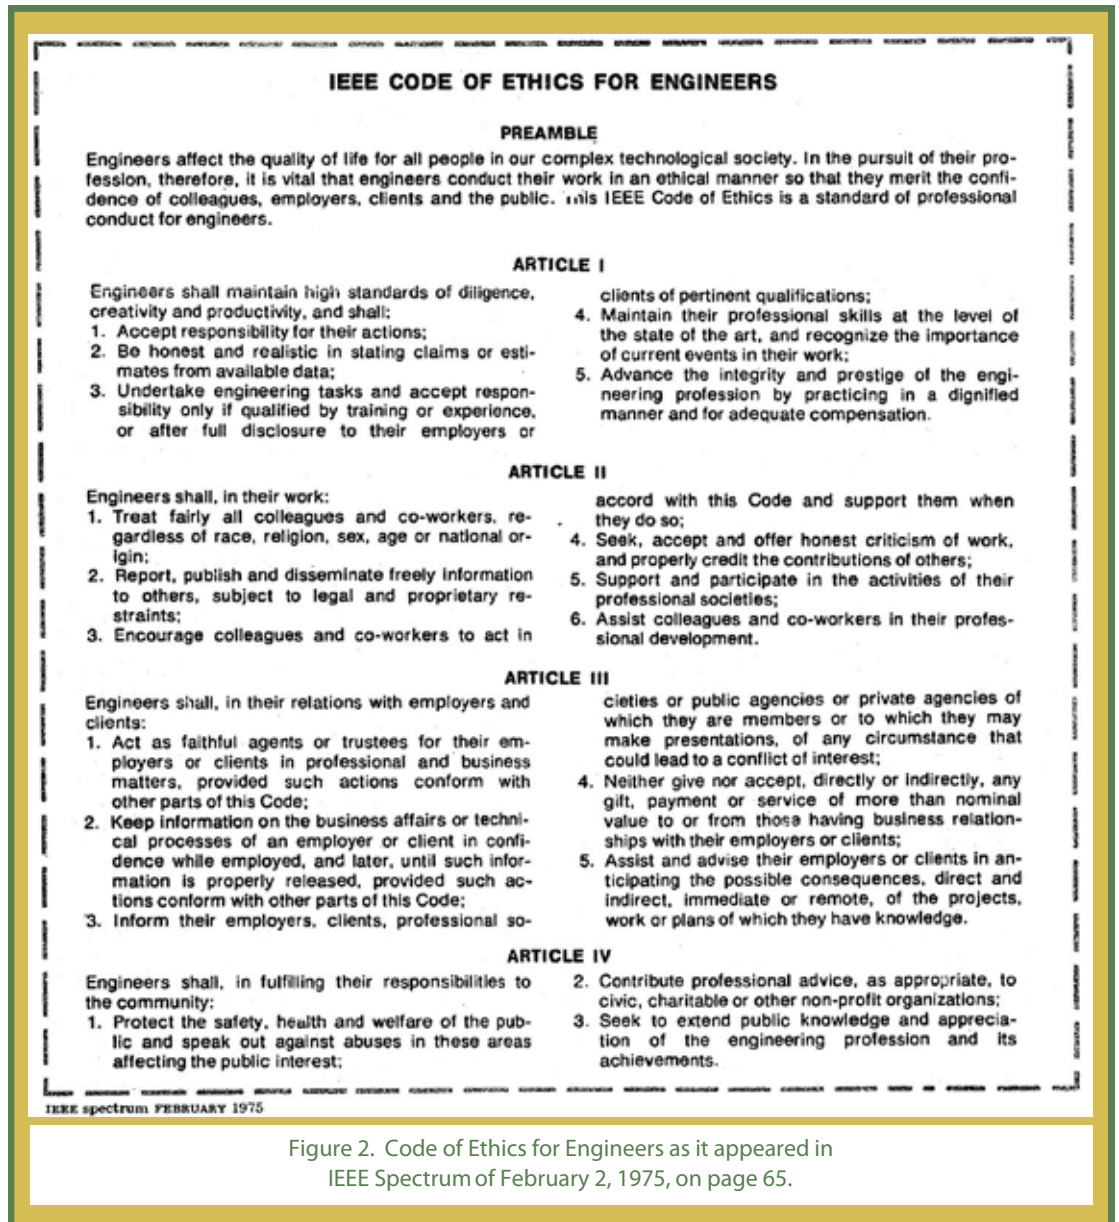 IEEE CODE OF ETHICS FOR ENGINEERS
PREAMBLE
Engineers affect the quality of life for all people in our complex technological society. In the pursuit of their pro-
fession, therefore, it is vital that engineers conduct their work in an ethical manner so that they merit the confi-
dence of colleagues, employers, clients and the public. This IEEE Code of Ethics is a standard of professional
conduct for engineers.
ARTICLE I
Engineers shall maintain high standards of diligence,
creativity and productivity, and shall:
1. Accept responsibility for their actions;
2. Be honest and realistic in stating claims or esti-
mates from available data;
3. Undertake engineering tasks and accept respon-
sibility only if qualified by training or experience,
or after full disclosure to their employers or
clients of pertinent qualifications;
4. Maintain their professional skills at the level of
the state of the art, and recognize the importance
of current events in their work;
5. Advance the integrity and prestige of the engi-
neering profession by practicing in a dignified
manner and for adequate compensation.
ARTICLE II
Engineers shall, in their work:
1. Treat fairly all colleagues and co-workers, re-
gardless of race, religion, sex, age or national or-
igin;
2. Report, publish and disseminate freely information
to others, subject to legal and proprietary re-
straints;
3. Encourage colleagues and co-workers to act in
accord with this Code and support them when
they do so;
4. Seek, accept and offer honest criticism of work,
and properly credit the contributions of others;
5. Support and participate in the activities of their
professional societies;
6. Assist colleagues and co-workers in their profes-
sional development.
ARTICLE III
Engineers shall, in their relations with employers and
clients:
1. Act as faithful agents or trustees for their em-
ployers or clients in professional and business
matters, provided such actions conform with
other parts of this Code;
2. Keep information on the business affairs or techni-
cal processes of an employer or client in confi-
dence while employed, and later, until such infor-
mation is properly released, provided such ac-
tions conform with other parts of this Code;
3. Inform their employers, clients, professional so-
cieties or public agencies or private agencies of
which they are members or to which they may
make presentations, of any circumstance that
could lead to a conflict of interest;
4. Neither give nor accept, directly or indirectly, any
gift, payment or service of more than nominal
value to or from those having business relation-
ships with their employers or clients;
5. Assist and advise their employers or clients in an-
ticipating the possible consequences, direct and
indirect, immediate or remote, of the projects,
work or plans of which they have knowledge.
ARTICLE IV
Engineers shall, in fulfilling their responsibilities to
the community:
1. Protect the safety, health and welfare of the pub-
lic and speak out against abuses in these areas
affecting the public interest;
2. Contribute professional advice, as appropriate, to
civic, charitable or other non-profit organizations;
3. Seek to extend public knowledge and apprecia-
tion of the engineering profession and its
achievements.
IEEE spectrum FEBRUARY 1975
Figure 2. Code of Ethics for Engineers as it appeared in
IEEE Spectrum of February 2, 1975, on page 65.